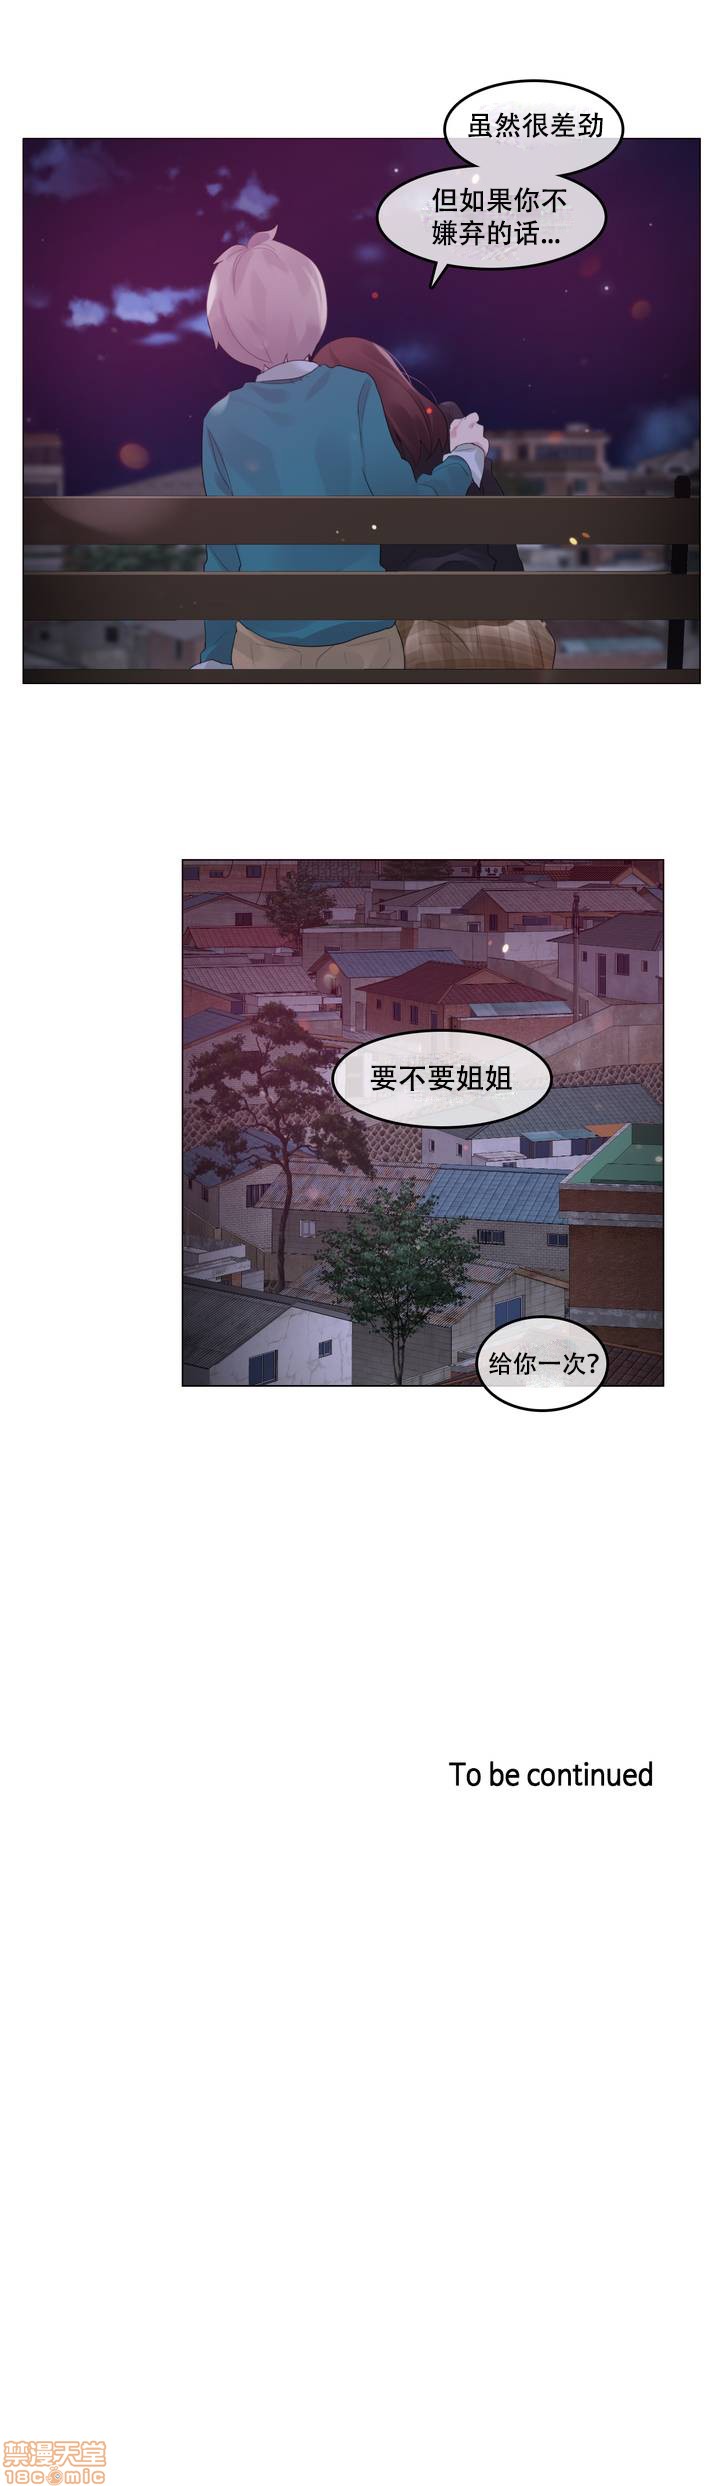 虽然很差劲
但如果你不
嫌弃的话...
要不要姐姐
给你一次?
To be continued
禁漫天堂
18comic